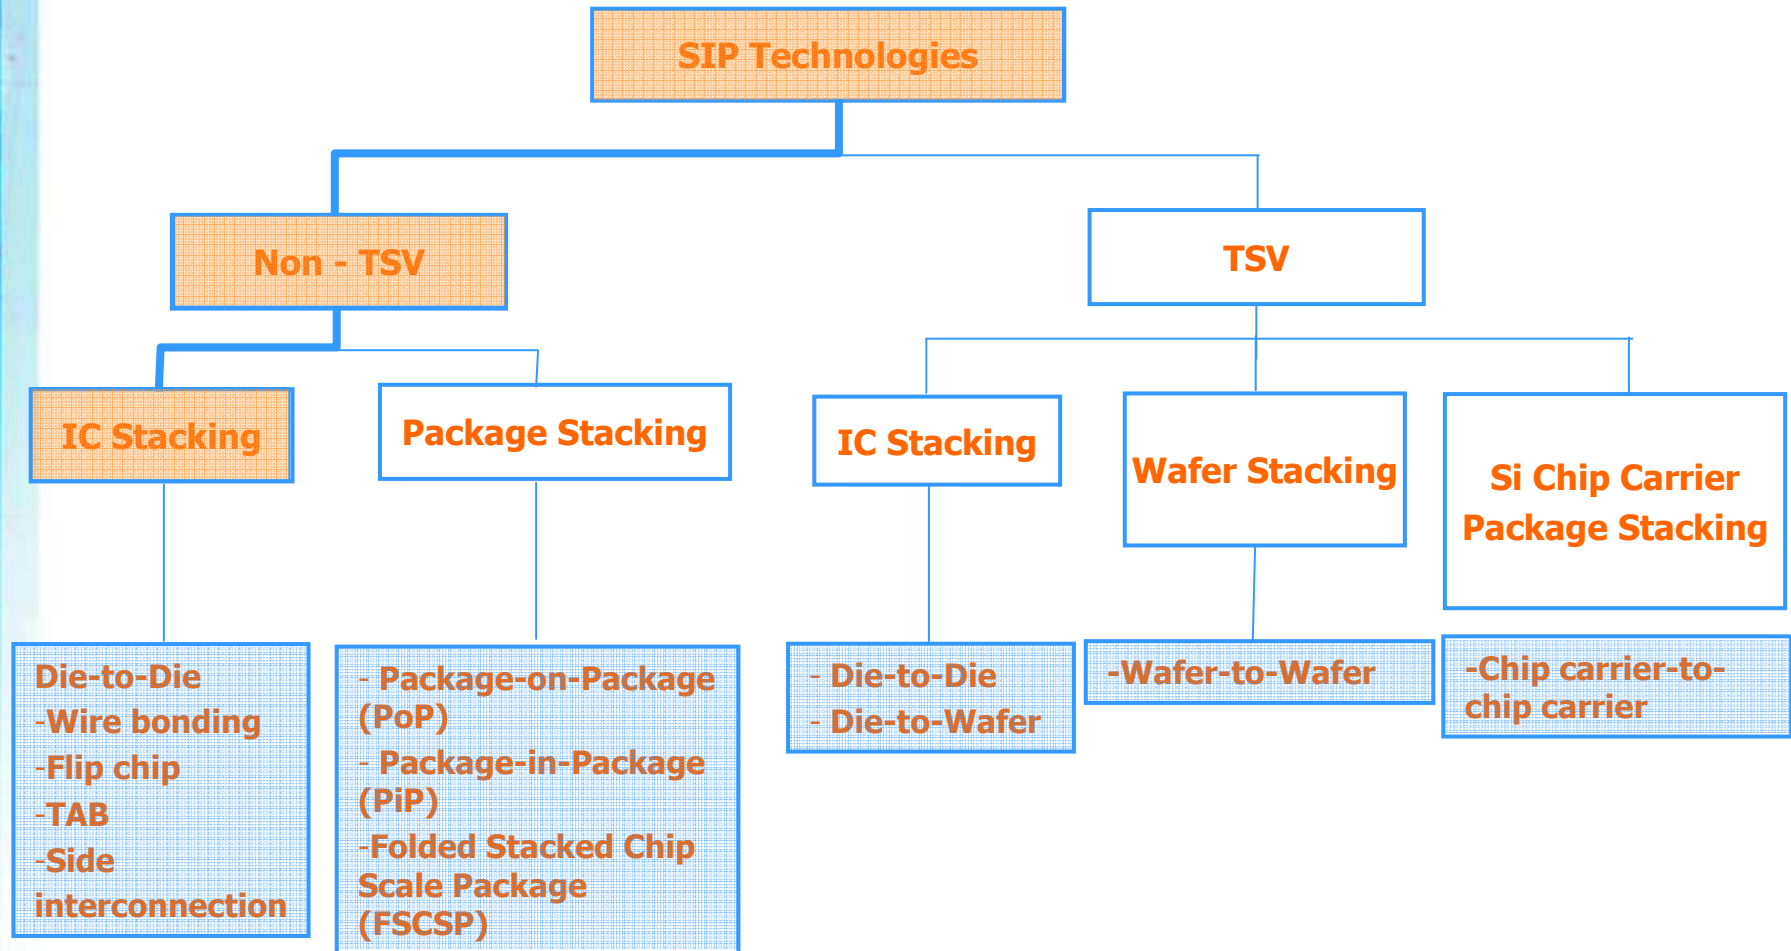 SIP Technologies
Non - TSV
TSV
IC Stacking
Package Stacking
IC Stacking
Wafer Stacking
Si Chip Carrier
Package Stacking
Die-to-Die
-Wire bonding
-Flip chip
-TAB
-Side
interconnection
- Package-on-Package
(PoP)
- Package-in-Package
(PiP)
-Folded Stacked Chip
Scale Package
(FSCSP)
- Die-to-Die
- Die-to-Wafer
-Wafer-to-Wafer
-Chip carrier-to-
chip carrier